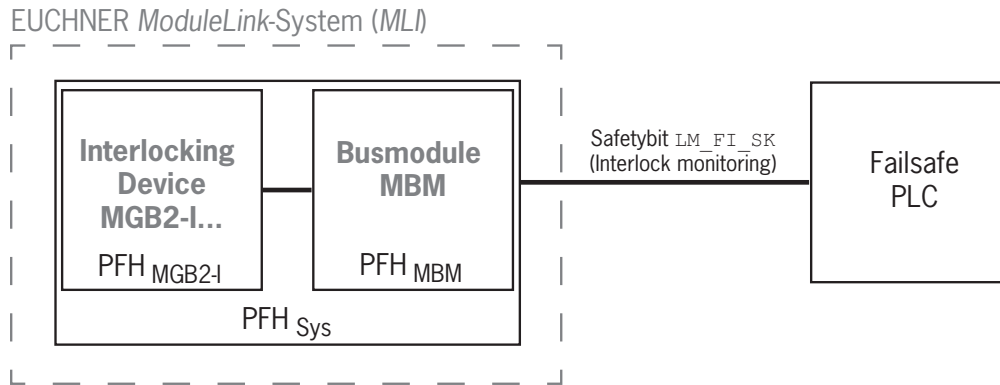 EUCHNER ModuleLink-System (MLI)
Interlocking
Device
MGB2-I...
PFH MGB2-I
Busmodule
MBM
PFH MBM
PFH Sys
Safetybit LM_FI_SK
(Interlock monitoring)
Failsafe
PLC